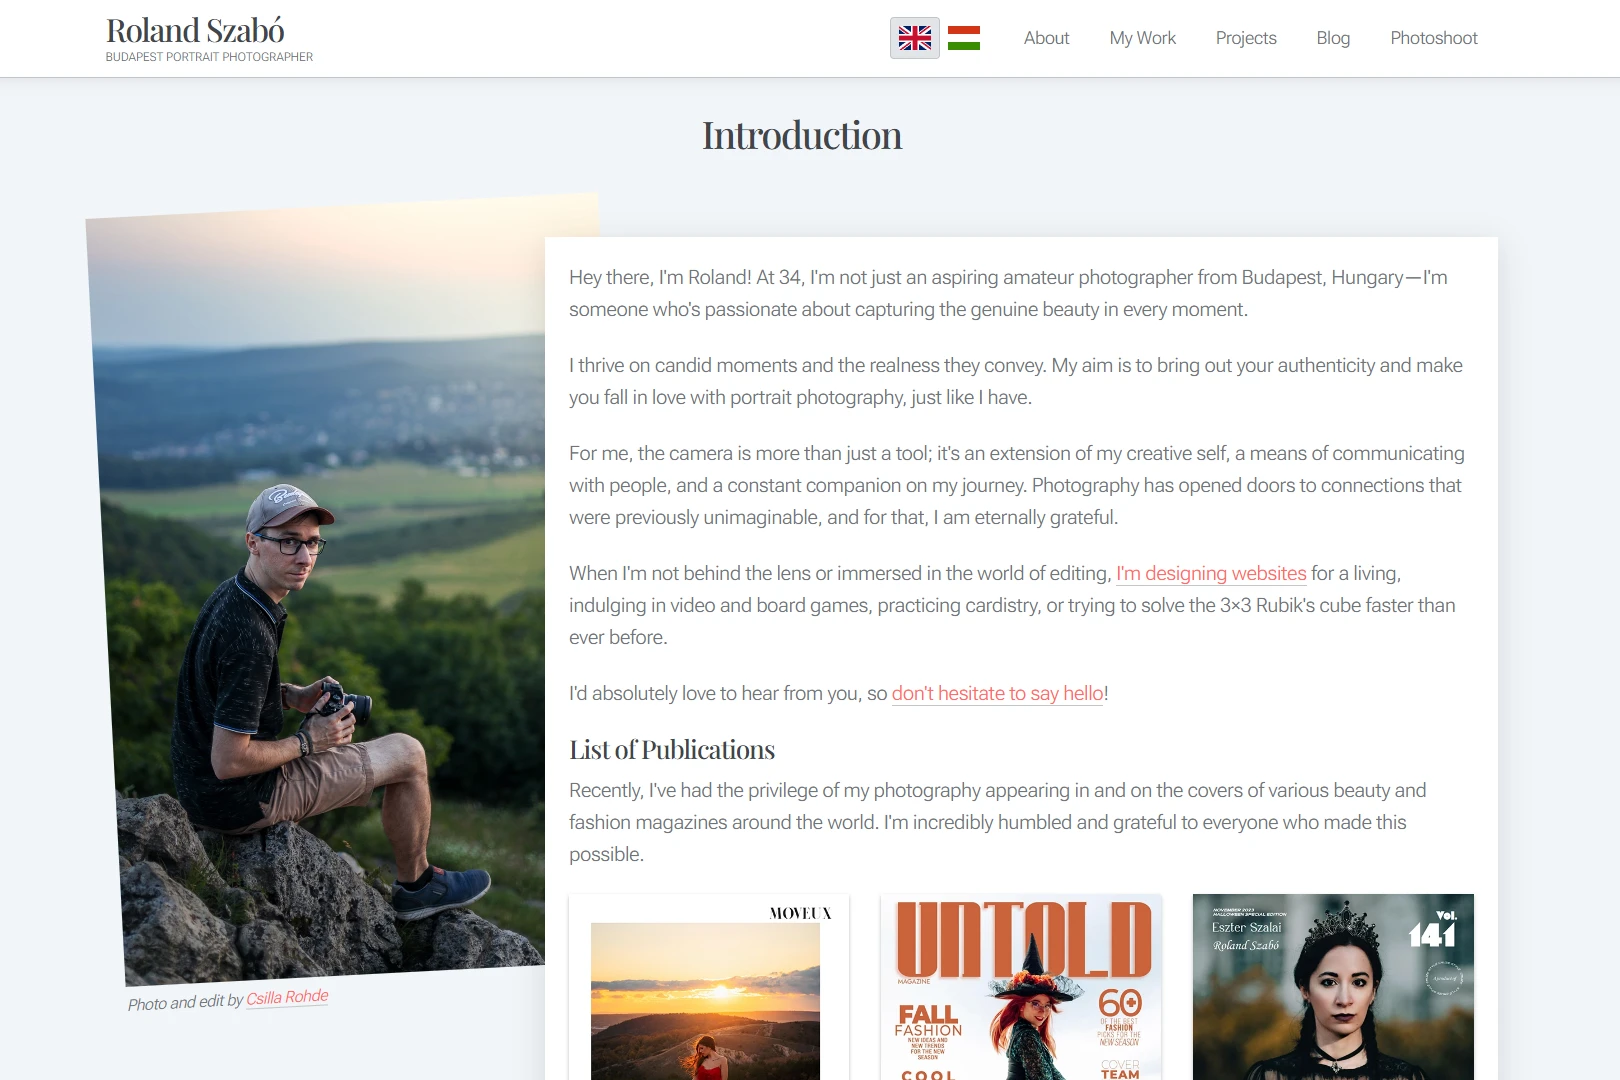 Roland Szabó
BUDAPEST PORTRAIT PHOTOGRAPHER
About
My Work
Projects
Blog
Photoshoot
Introduction
Hey there, I'm Roland! At 34, I'm not just an aspiring amateur photographer from Budapest, Hungary—I'm
someone who's passionate about capturing the genuine beauty in every moment.
I thrive on candid moments and the realness they convey. My aim is to bring out your authenticity and make
you fall in love with portrait photography, just like I have.
For me, the camera is more than just a tool; it's an extension of my creative self, a means of communicating
with people, and a constant companion on my journey. Photography has opened doors to connections that
were previously unimaginable, and for that, I am eternally grateful.
When I'm not behind the lens or immersed in the world of editing, I'm designing websites for a living,
indulging in video and board games, practicing cardistry, or trying to solve the 3×3 Rubik's cube faster than
ever before.
I'd absolutely love to hear from you, so don't hesitate to say hello!
List of Publications
Recently, I've had the privilege of my photography appearing in and on the covers of various beauty and
fashion magazines around the world. I'm incredibly humbled and grateful to everyone who made this
possible.
Photo and edit by Csilla Rohde
MOVEUX
UNTOLD
MAGAZINE
FALL
FASHION
NEW IDEAS AND
NEW TRENDS
FOR THE NEW
SEASON
COOL
60
OF THE BEST
FASHION
PICKS FOR THE
NEW SEASON
COVER
TEAM
NOVEMBER 2023
HALLOWEEN SPECIAL EDITION
Eszter Szalai
Roland Szabó
Vol.
141